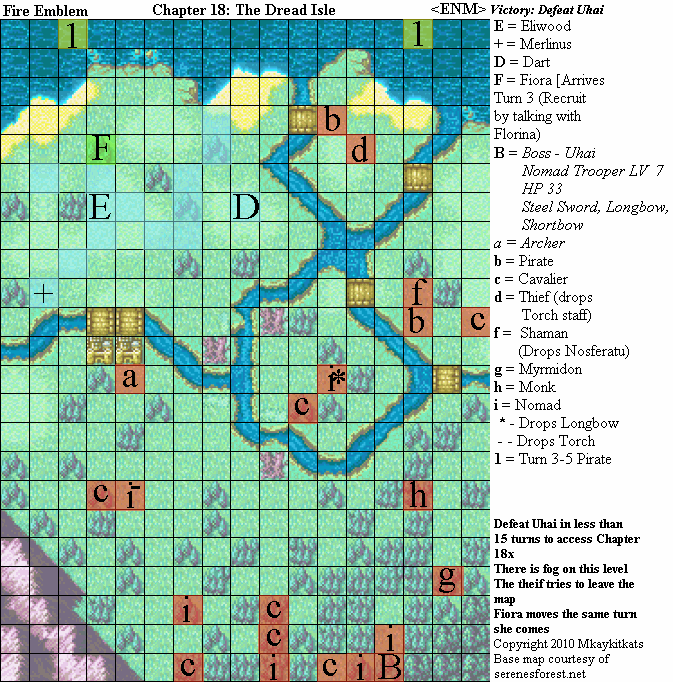 Fire Emblem Chapter 18: The Dread Isle <ENM> Victory: Defeat Uhai
E = Eliwood
+ = Merlinus
D = Dart
F = Fiora [Arrives
Turn 3 (Recruit
by talking with
Florina)
B = Boss - Uhai
Nomad Trooper LV 7
HP 33
Steel Sword, Longbow,
Shortbow
a = Archer
b = Pirate
c = Cavalier
d = Thief (drops
Torch staff)
f = Shaman
(Drops Nosferatu)
g = Myrmidon
h = Monk
i = Nomad
* - Drops Longbow
- - Drops Torch
1 = Turn 3-5 Pirate
Defeat Uhai in less than
15 turns to access Chapter
18x
There is fog on this level
The theif tries to leave the
map
Fiora moves the same turn
she comes
Copyright 2010 Mkaykitkats
Base map courtesy of
serenesforest.net
1 1
b
F d
E D
+ f
b c
a i*
c
c i- h
g
i c
c i
c i c i B